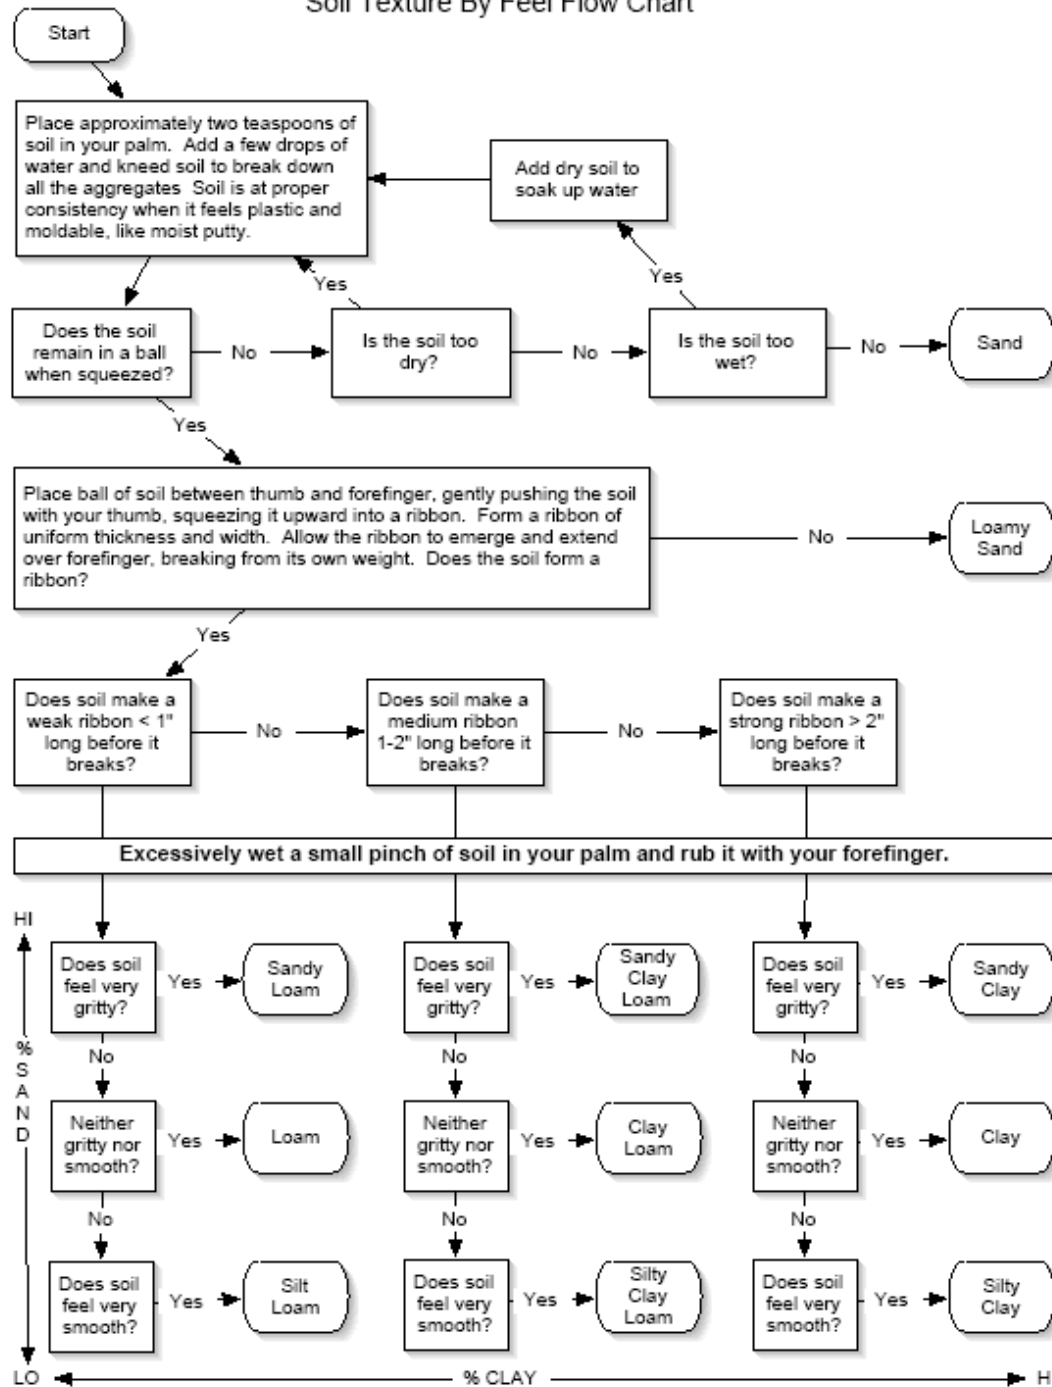 Soil Texture By Feel Flow Chart
Start
Place approximately two teaspoons of
soil in your palm.  Add a few drops of
water and kneed soil to break down
all the aggregates  Soil is at proper
consistency when it feels plastic and
moldable, like moist putty.
Add dry soil to
soak up water
Yes
Yes
Does the soil
remain in a ball
when squeezed?
No
Is the soil too
dry?
No
Is the soil too
wet?
No
Sand
Yes
Place ball of soil between thumb and forefinger, gently pushing the soil
with your thumb, squeezing it upward into a ribbon.  Form a ribbon of
uniform thickness and width.  Allow the ribbon to emerge and extend
over forefinger, breaking from its own weight.  Does the soil form a
ribbon?
No
Loamy
Sand
Yes
Does soil make a
weak ribbon < 1"
long before it
breaks?
No
Does soil make a
medium ribbon
1-2" long before it
breaks?
No
Does soil make a
strong ribbon > 2"
long before it
breaks?
Excessively wet a small pinch of soil in your palm and rub it with your forefinger.
HI
% SAND
Does soil
feel very
gritty?
Yes
Sandy
Loam
Does soil
feel very
gritty?
Yes
Sandy
Clay
Loam
Does soil
feel very
gritty?
Yes
Sandy
Clay
No
No
No
Neither
gritty nor
smooth?
Yes
Loam
Neither
gritty nor
smooth?
Yes
Clay
Loam
Neither
gritty nor
smooth?
Yes
Clay
No
No
No
Does soil
feel very
smooth?
Yes
Silt
Loam
Does soil
feel very
smooth?
Yes
Silty
Clay
Loam
Does soil
feel very
smooth?
Yes
Silty
Clay
LO
% CLAY
H